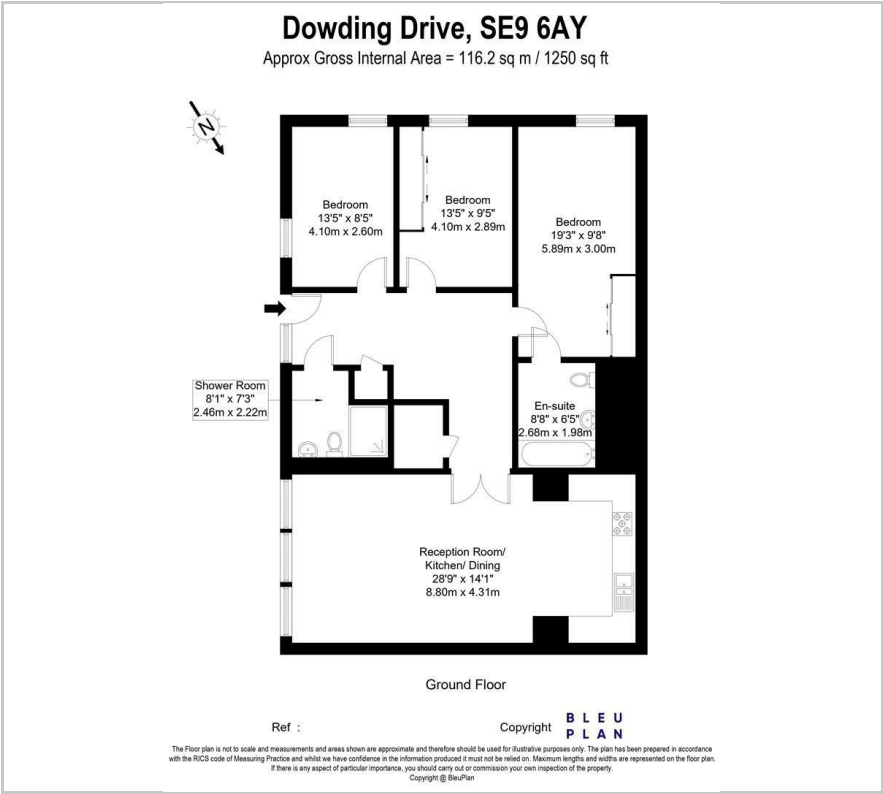 Dowding Drive, SE9 6AY
Approx Gross Internal Area = 116.2 sq m / 1250 sq ft
N
Bedroom
13'5" x 8'5"
4.10m x 2.60m
Bedroom
13'5" x 9'5"
4.10m x 2.89m
Bedroom
19'3" x 9'8"
5.89m x 3.00m
Shower Room
8'1" x 7'3"
2.46m x 2.22m
En-suite
8'8" x 6'5"
2.68m x 1.98m
Reception Room/
Kitchen/ Dining
28'9" x 14'1"
8.80m x 4.31m
Ground Floor
Ref :
Copyright
BLEU
PLAN
The Floor plan is not to scale and measurements and areas shown are approximate and therefore should be used for illustrative purposes only. The plan has been prepared in accordance
with the RICS code of Measuring Practice and whilst we have confidence in the information produced it must not be relied on. Maximum lengths and widths are represented on the floor plan.
If there is any aspect of particular importance, you should carry out or commission your own inspection of the property.
Copyright @ BleuPlan